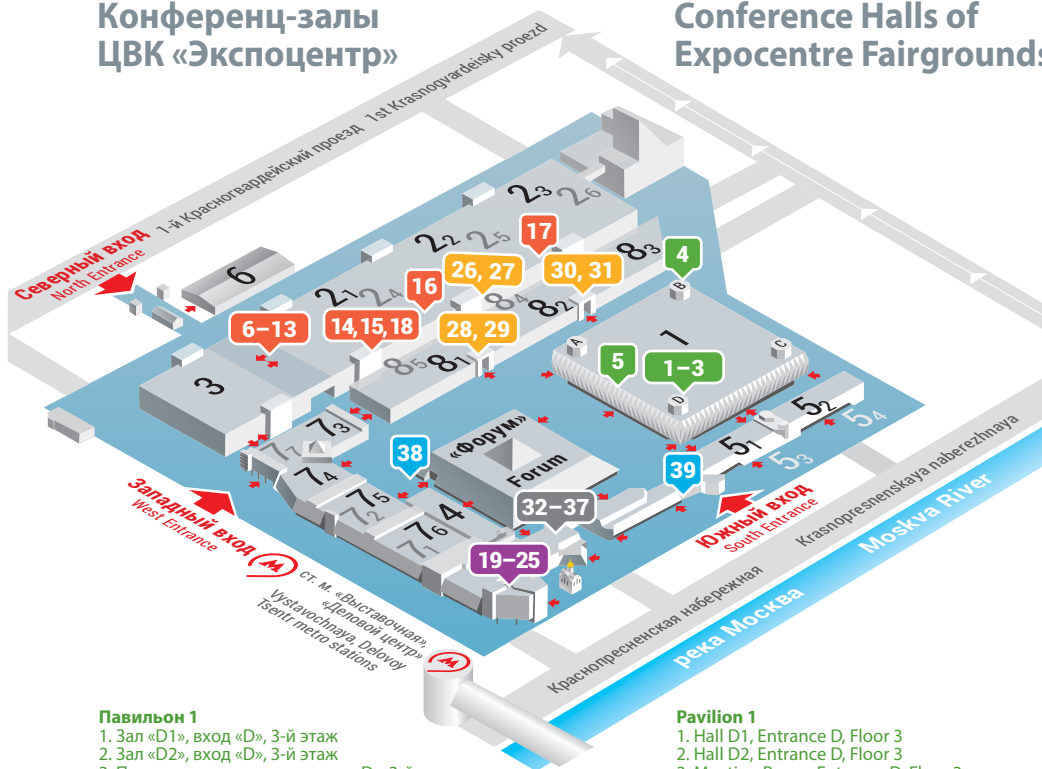 Конференц-залы
ЦВК «Экспоцентр»
Conference Halls of
Expocentre Fairgrounds
1-й Красногвардейский проезд 1st Krasnogvardeisky proezd
Северный вход
North Entrance
6
2₃
2₆
2₂
2₅
2₁
2₄
17
16
26, 27
30, 31
8₃
8₄
8₂
4
B
6–13
14, 15, 18
28, 29
8₅
8₁
3
A
1
C
5
1–3
D
5₂
5₄
5₁
5₃
7₃
7₇
7₄
7₅
7₂
7₆
7₁
4
38
«Форум»
Forum
39
32–37
19–25
Западный вход
West Entrance
ст. м. «Выставочная»,
«Деловой центр»
Vystavochnaya, Delovoy
Tsentr metro stations
Южный вход
South Entrance
Краснопресненская набережная Krasnopresnenskaya naberezhnaya
река Москва Moskva River
Павильон 1
1. Зал «D1», вход «D», 3-й этаж
2. Зал «D2», вход «D», 3-й этаж
Pavilion 1
1. Hall D1, Entrance D, Floor 3
2. Hall D2, Entrance D, Floor 3